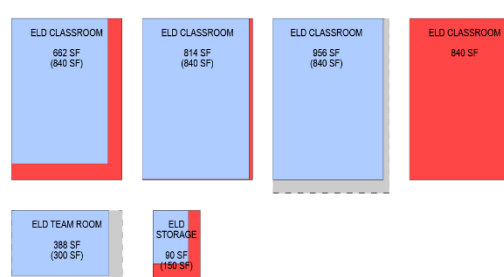 ELD CLASSROOM
662 SF
(840 SF)
ELD CLASSROOM
814 SF
(840 SF)
ELD CLASSROOM
956 SF
(840 SF)
ELD CLASSROOM
840 SF
ELD TEAM ROOM
388 SF
(300 SF)
ELD
STORAGE
90 SF
(150 SF)